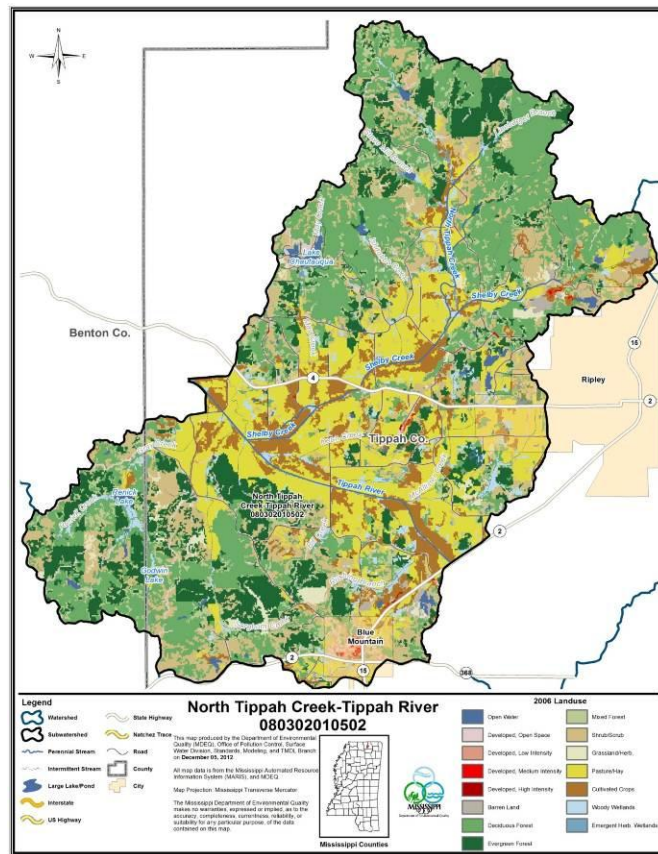 N
W
E
S
North Tippah Creek
Shelby Creek
Lake
Benton Co.
15
Ripley
4
Shelby Creek
2
Shelby Creek
Tippah Co.
Tippah River
North Tippah
Creek-Tippah River
080302010502
2
Lake
Godwin
Lake
Blue
Mountain
2
15
368
Legend
Watershed
Subwatershed
Perennial Stream
Intermittent Stream
Large Lake/Pond
Interstate
US Highway
State Highway
Natchez Trace
Road
County
City
North Tippah Creek-Tippah River
080302010502
This map produced by the Department of Environmental
Quality (MDEQ), Office of Pollution Control, Surface
Water Division, Standards, Modeling, and TMDL Branch
on December 05, 2012
All map data is from the Mississippi Automated Resource
Information System (MARIS), and MDEQ
Map Projection: Mississippi Transverse Mercator
The Mississippi Department of Environmental Quality
makes no warranties, expressed or implied, as to the
accuracy, completeness, currentness, reliability, or
suitability for any particular purpose, of the data
contained on this map.
Mississippi Counties
MISSISSIPPI
2006 Landuse
Open Water
Developed, Open Space
Developed, Low Intensity
Developed, Medium Intensity
Developed, High Intensity
Barren Land
Deciduous Forest
Evergreen Forest
Mixed Forest
Shrub/Scrub
Grassland/Herb.
Pasture/Hay
Cultivated Crops
Woody Wetlands
Emergent Herb. Wetlands